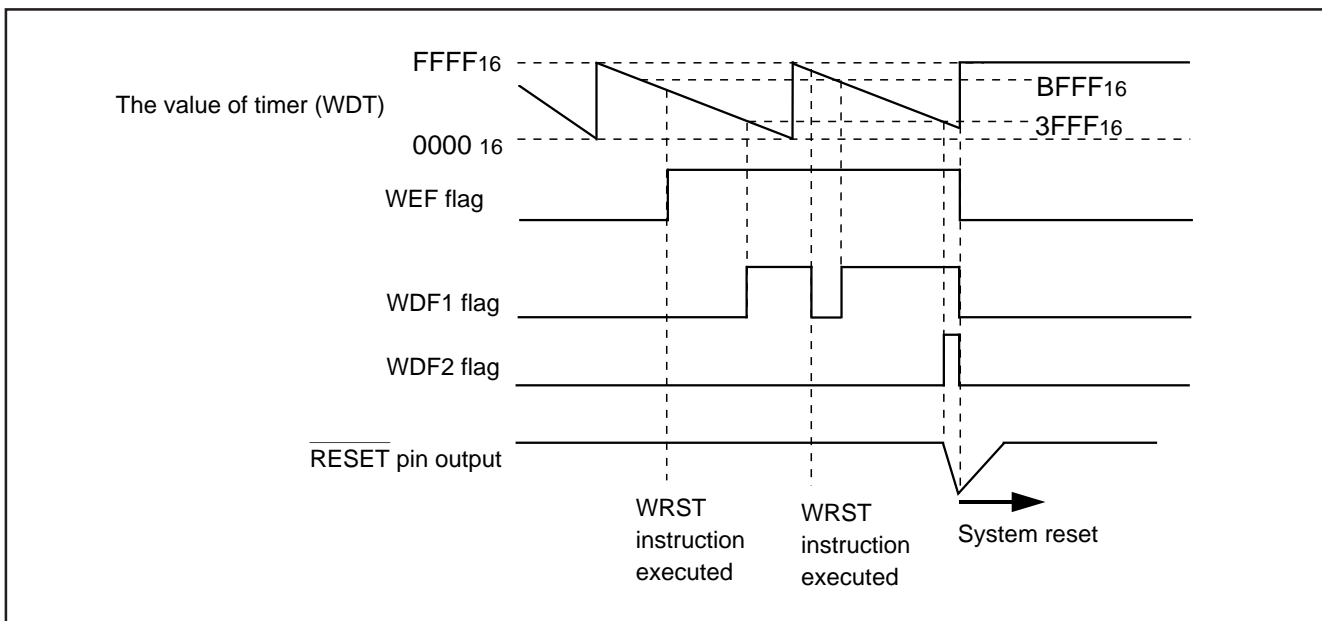 FFFF16
BFFF16
The value of timer (WDT)
3FFF16
0000 16
WEF flag
WDF1 flag
WDF2 flag
RESET pin output
WRST
instruction
executed
WRST
instruction
executed
System reset